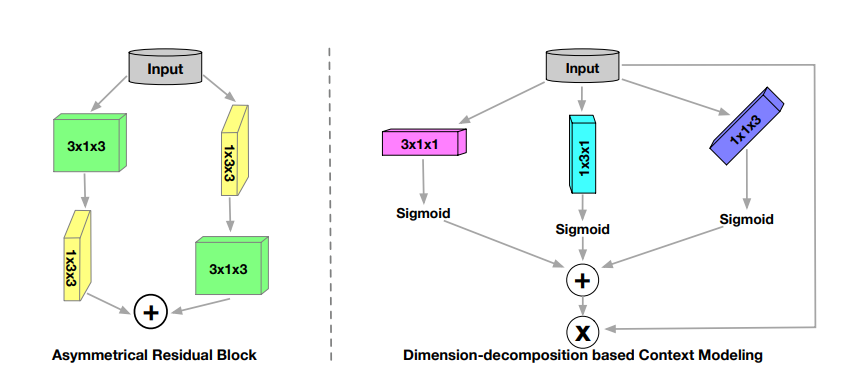 Input
3x1x3
1x3x3
1x3x3
3x1x3
+
Asymmetrical Residual Block
Input
3x1x1
1x3x1
1x1x3
Sigmoid
Sigmoid
Sigmoid
+
X
Dimension-decomposition based Context Modeling